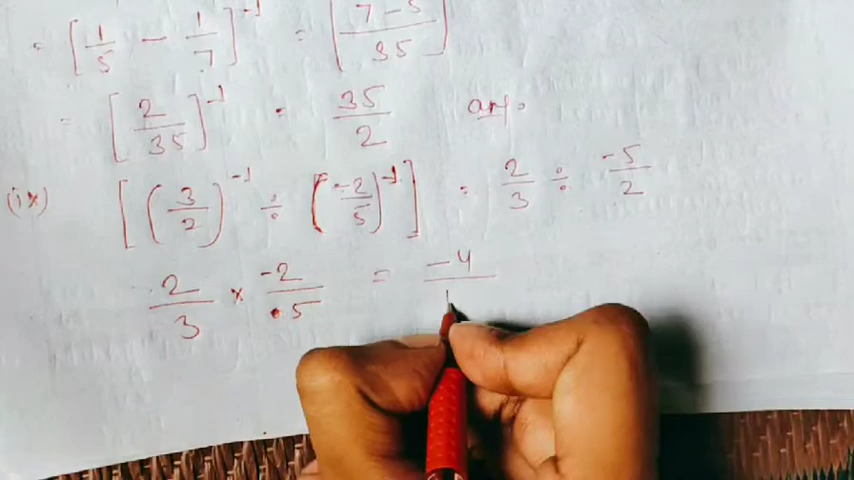 = [1/5 - 1/7]^-1 = [7-5/35]
= [2/35]^-1 = 35/2 ans.
(ix) [(3/2)^-1 ÷ (-2/5)^-1] = 2/3 ÷ -5/2
2/3 × -2/5 = -4/